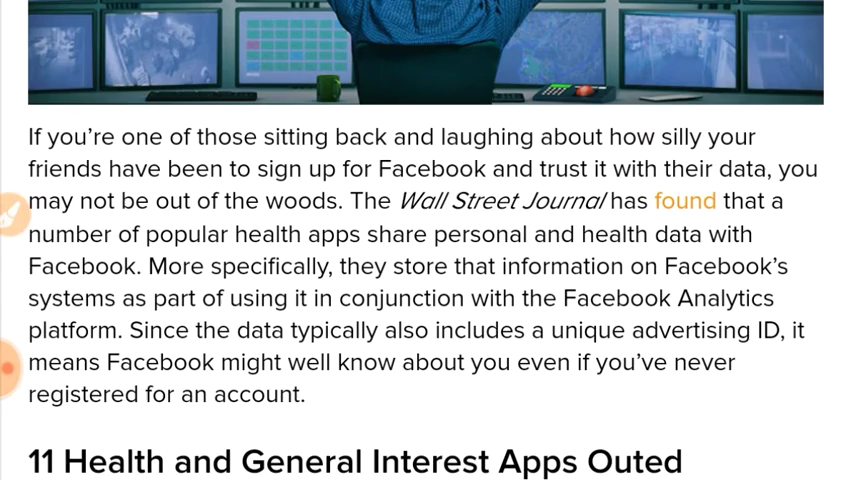 If you’re one of those sitting back and laughing about how silly your
friends have been to sign up for Facebook and trust it with their data, you
may not be out of the woods. The Wall Street Journal has found that a
number of popular health apps share personal and health data with
Facebook. More specifically, they store that information on Facebook’s
systems as part of using it in conjunction with the Facebook Analytics
platform. Since the data typically also includes a unique advertising ID, it
means Facebook might well know about you even if you’ve never
registered for an account.
11 Health and General Interest Apps Outed